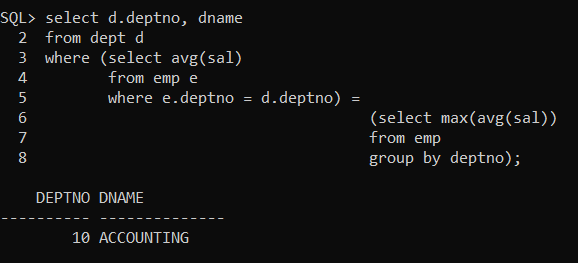 SQL> select d.deptno, dname
  2  from dept d
  3  where (select avg(sal)
  4         from emp e
  5         where e.deptno = d.deptno) =
  6                                     (select max(avg(sal))
  7                                     from emp
  8                                     group by deptno);

    DEPTNO DNAME
---------- --------------
        10 ACCOUNTING